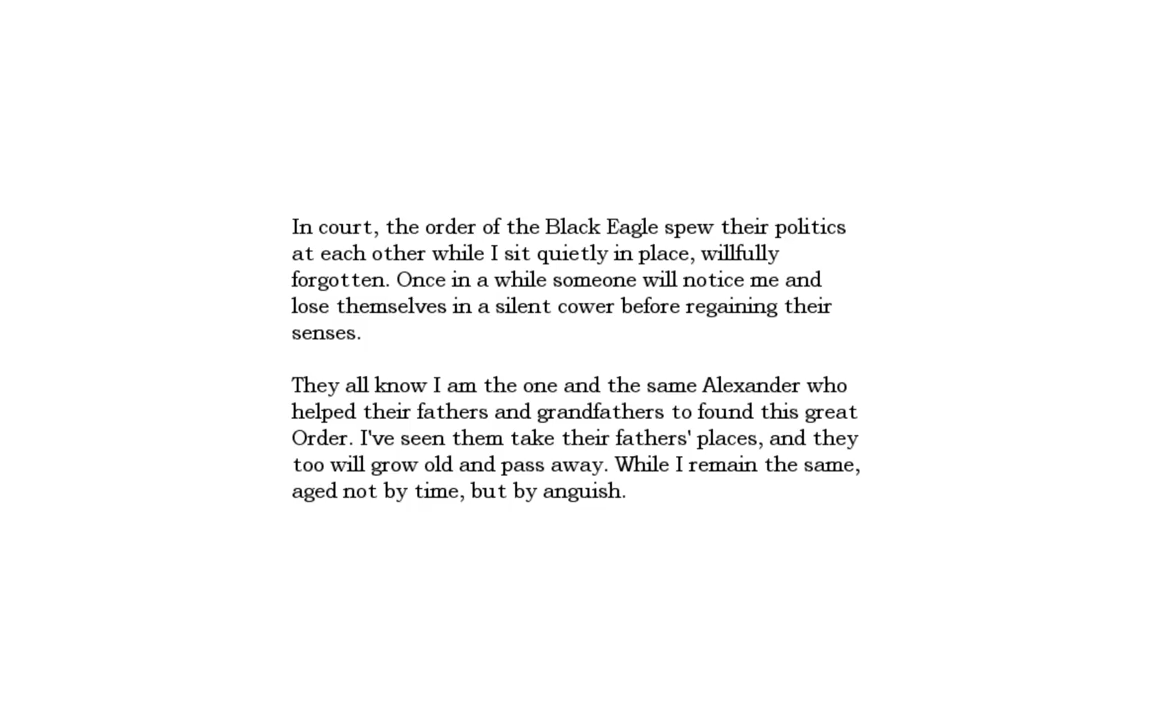 In court, the order of the Black Eagle spew their politics
at each other while I sit quietly in place, willfully
forgotten. Once in a while someone will notice me and
lose themselves in a silent cower before regaining their
senses.
They all know I am the one and the same Alexander who
helped their fathers and grandfathers to found this great
Order. I've seen them take their fathers' places, and they
too will grow old and pass away. While I remain the same,
aged not by time, but by anguish.